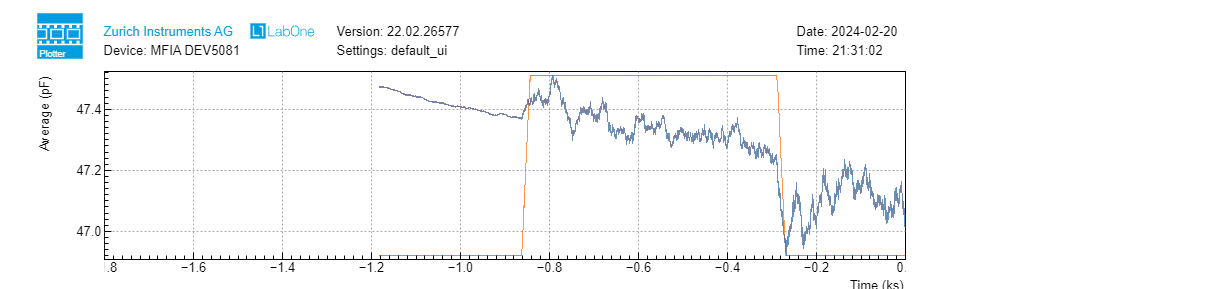 Zurich Instruments AG LabOne Version: 22.02.26577 Date: 2024-02-20
Plotter Device: MFIA DEV5081 Settings: default_ui Time: 21:31:02
Average (pF)
47.4
47.2
47.0
.8 −1.6 −1.4 −1.2 −1.0 −0.8 −0.6 −0.4 −0.2 0.
Time (ks)